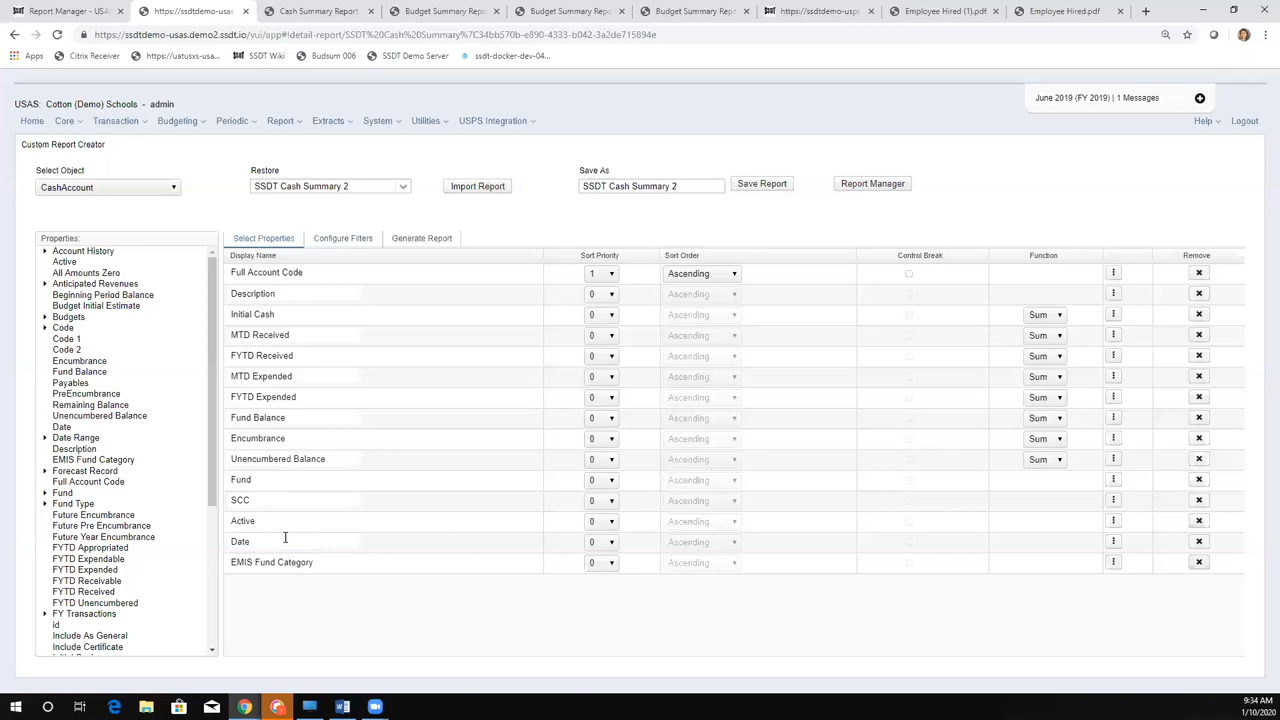 Report Manager - USAS:
https://ssdtdemo-usas
Cash Summary Report
Budget Summary Repo
Budget Summary Repo
Budget Summary Repo
https://ssdtdemo-usp
Employee Hired (1).pdf
Employee Hired.pdf
https://ssdtdemo-usas.demo2.ssdt.io/vui/app#!detail-report/SSDT%20Cash%20Summary%7C34bb570b-e890-4333-b042-3a2de715894e
Apps
Citrix Receiver
https://uatusxs-usa...
SSDT Wiki
Budsum 006
SSDT Demo Server
ssdt-docker-dev-04...
USAS: Cotton (Demo) Schools - admin
June 2019 (FY 2019) | 1 Messages
Home
Core
Transaction
Budgeting
Periodic
Report
Extracts
System
Utilities
USPS Integration
Help
Logout
Custom Report Creator
Select Object
Restore
Save As
CashAccount
SSDT Cash Summary 2
Import Report
SSDT Cash Summary 2
Save Report
Report Manager
Properties:
Account History
Active
All Amounts Zero
Anticipated Revenues
Beginning Period Balance
Budget Initial Estimate
Budgets
Code
Code 1
Code 2
Encumbrance
Fund Balance
Payables
PreEncumbrance
Remaining Balance
Unencumbered Balance
Date
Date Range
Description
EMIS Fund Category
Forecast Record
Full Account Code
Fund
Fund Type
Future Encumbrance
Future Pre Encumbrance
Future Year Encumbrance
FYTD Appropriated
FYTD Expendable
FYTD Expended
FYTD Receivable
FYTD Received
FYTD Unencumbered
FY Transactions
id
Include As General
Include Certificate
Select Properties
Configure Filters
Generate Report
Display Name Sort Priority Sort Order Control Break Function Remove
Full Account Code 1 Ascending
Description 0 Ascending
Initial Cash 0 Ascending Sum
MTD Received 0 Ascending Sum
FYTD Received 0 Ascending Sum
MTD Expended 0 Ascending Sum
FYTD Expended 0 Ascending Sum
Fund Balance 0 Ascending Sum
Encumbrance 0 Ascending Sum
Unencumbered Balance 0 Ascending Sum
Fund 0 Ascending
SCC 0 Ascending
Active 0 Ascending
Date 0 Ascending
EMIS Fund Category 0 Ascending
9:34 AM
1/10/2020